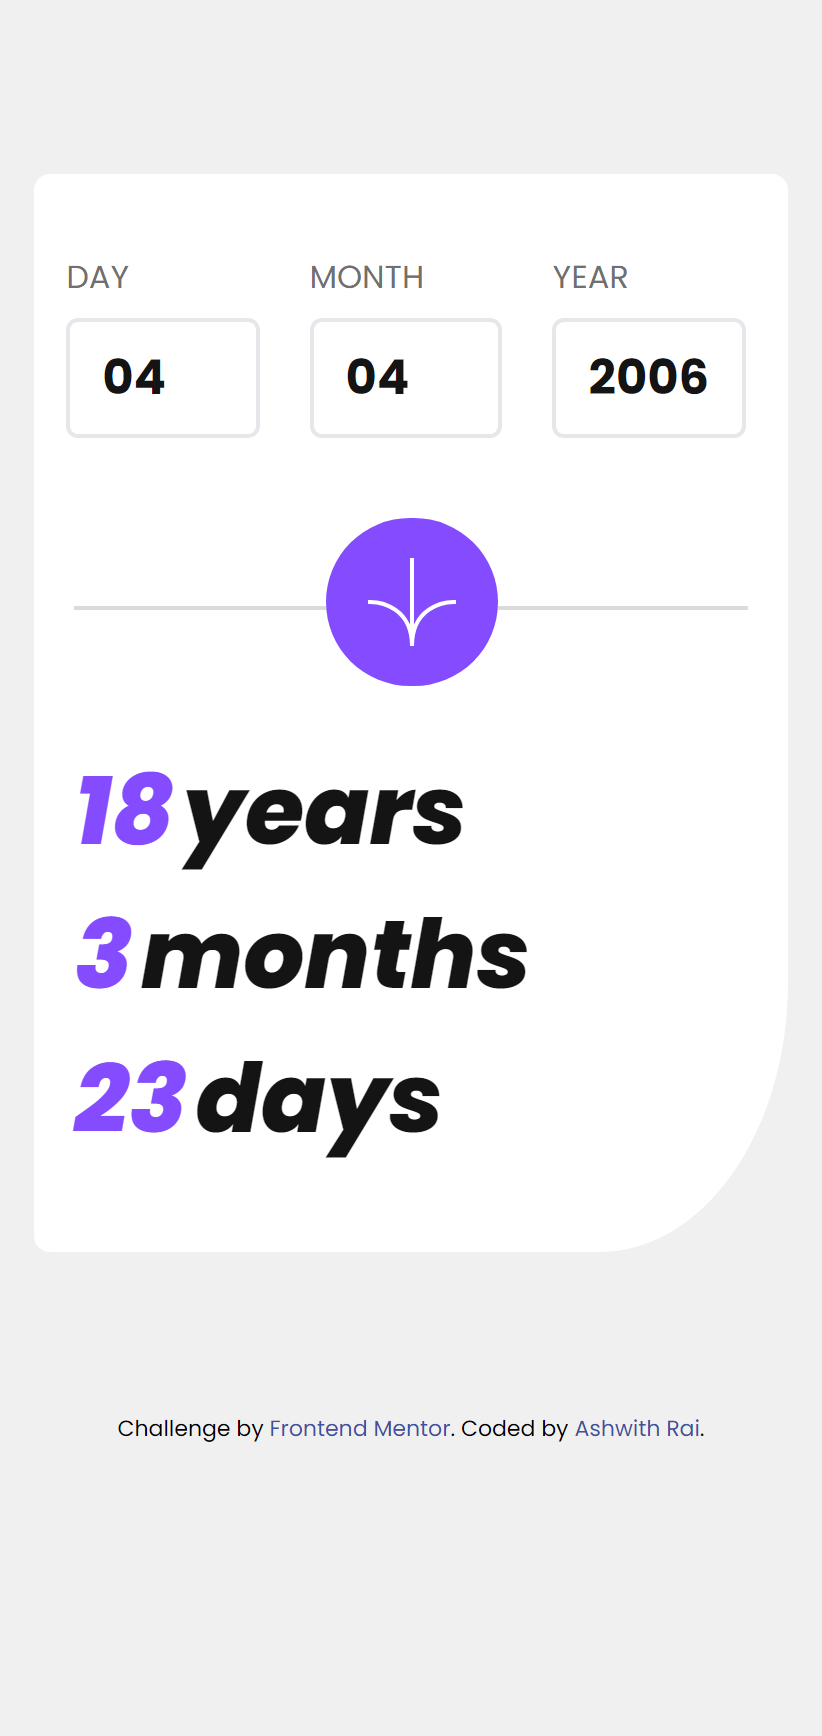 DAY MONTH YEAR
04 04 2006
18 years
3 months
23 days
Challenge by Frontend Mentor. Coded by Ashwith Rai.